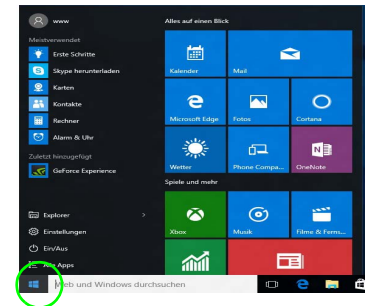 www
Meistverwendet
Erste Schritte
Skype herunterladen
Karten
Kontakte
Rechner
Alarm & Uhr
Zuletzt hinzugefügt
GeForce Experience
Explorer
Einstellungen
Ein/Aus
Alle Apps
Web und Windows durchsuchen
Alles auf einen Blick
Kalender
Mail
Microsoft Edge
Fotos
Cortana
Wetter
Phone Compa...
OneNote
Spiele und mehr
Xbox
Musik
Filme & Ferns...